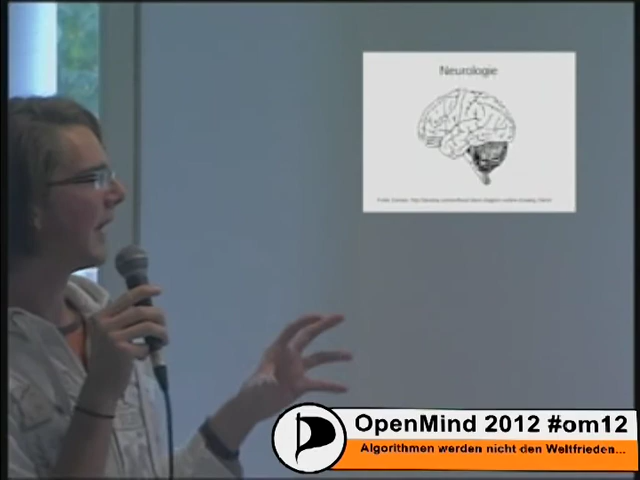 Neurologie
OpenMind 2012 #om12
Algorithmen werden nicht den Weltfrieden...